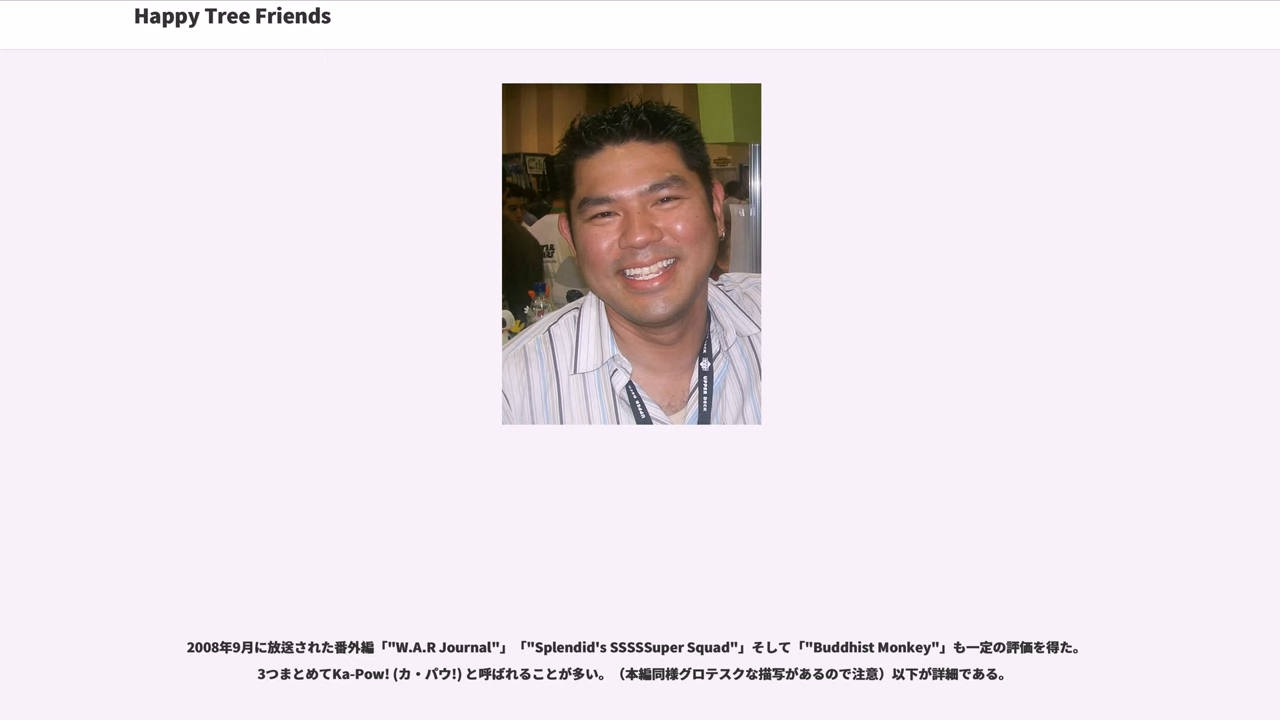 Happy Tree Friends
UPPER DECK
2008年9月に放送された番外編「"W.A.R Journal"」「"Splendid's SSSSSuper Squad"」そして「"Buddhist Monkey"」も一定の評価を得た。
3つまとめてKa-Pow! (カ・パウ!) と呼ばれることが多い。（本編同様グロテスクな描写があるので注意）以下が詳細である。